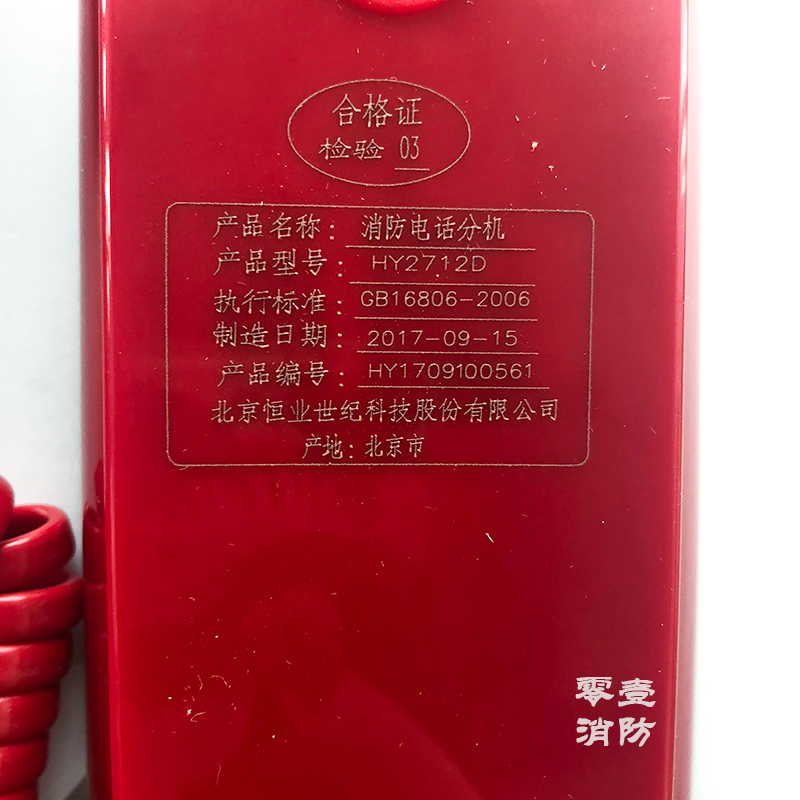 合格证
检验 03
产品名称: 消防电话分机
产品型号: HY2712D
执行标准: GB16806-2006
制造日期: 2017-09-15
产品编号: HY1709100561
北京恒业世纪科技股份有限公司
产地: 北京市
零壹
消防